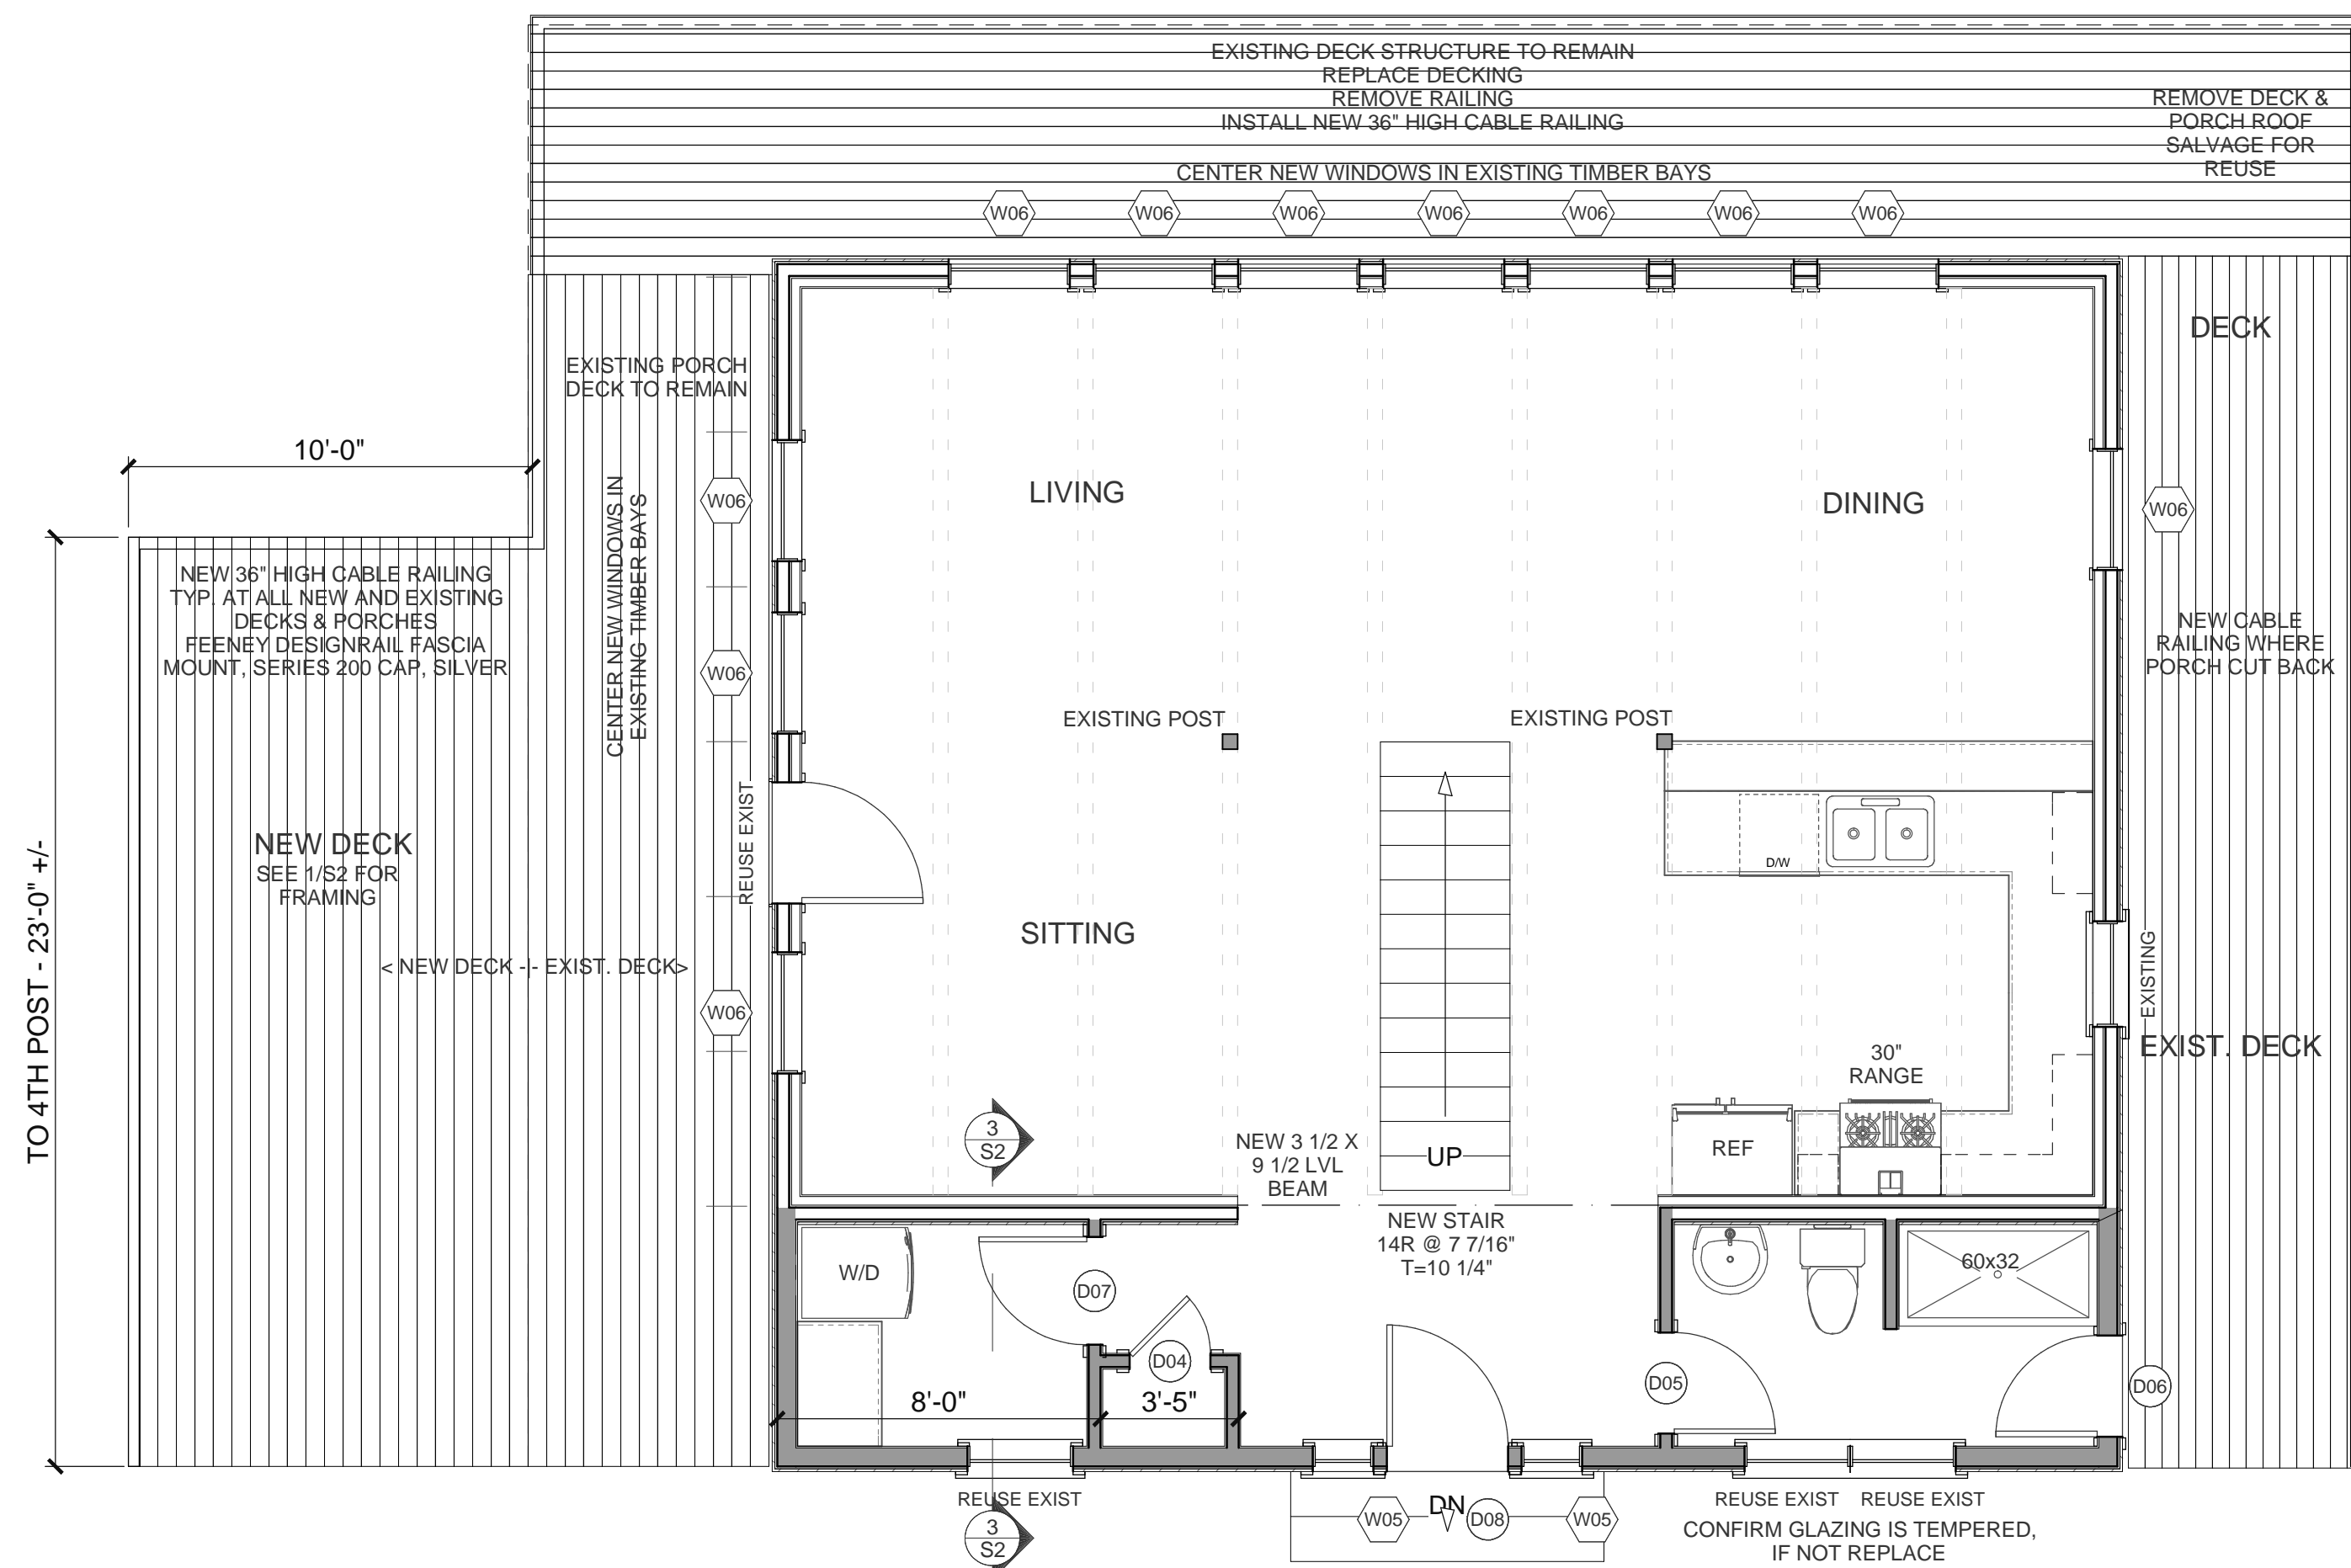 EXISTING DECK STRUCTURE TO REMAIN
REPLACE DECKING
REMOVE RAILING
INSTALL NEW 36" HIGH CABLE RAILING
REMOVE DECK &
PORCH ROOF
SALVAGE FOR
REUSE
CENTER NEW WINDOWS IN EXISTING TIMBER BAYS
W06
W06
W06
W06
W06
W06
W06
DECK
EXISTING PORCH
DECK TO REMAIN
10'-0"
CENTER NEW WINDOWS IN
EXISTING TIMBER BAYS
W06
LIVING
DINING
W06
NEW 36" HIGH CABLE RAILING
TYP. AT ALL NEW AND EXISTING
DECKS & PORCHES
FEENEY DESIGNRAIL FASCIA
MOUNT, SERIES 200 CAP, SILVER
W06
NEW CABLE
RAILING WHERE
PORCH CUT BACK
EXISTING POST
EXISTING POST
REUSE EXIST
NEW DECK
SEE 1/S2 FOR
FRAMING
D/W
TO 4TH POST - 23'-0" +/-
SITTING
< NEW DECK -|- EXIST. DECK>
EXISTING
W06
EXIST. DECK
30"
RANGE
3
S2
NEW 3 1/2 X
9 1/2 LVL
BEAM
UP
REF
NEW STAIR
14R @ 7 7/16"
T=10 1/4"
W/D
D07
60x32
D04
D05
D06
8'-0"
3'-5"
REUSE EXIST
3
S2
W05
DN
D08
W05
REUSE EXIST
REUSE EXIST
CONFIRM GLAZING IS TEMPERED,
IF NOT REPLACE